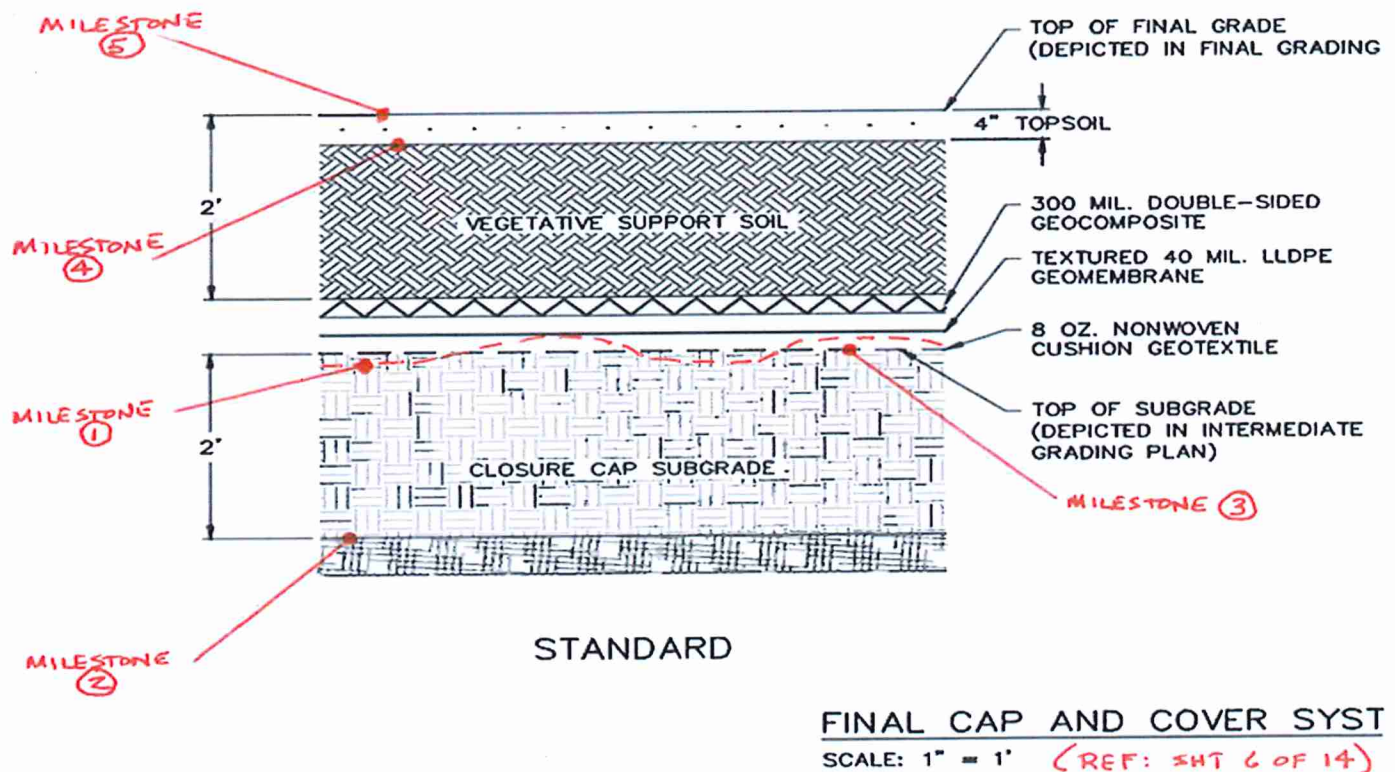 MILESTONE
5
TOP OF FINAL GRADE
(DEPICTED IN FINAL GRADING
4" TOPSOIL
2'
VEGETATIVE SUPPORT SOIL
MILESTONE
4
300 MIL. DOUBLE-SIDED
GEOCOMPOSITE
TEXTURED 40 MIL. LLDPE
GEOMEMBRANE
8 OZ. NONWOVEN
CUSHION GEOTEXTILE
MILESTONE
1
TOP OF SUBGRADE
(DEPICTED IN INTERMEDIATE
GRADING PLAN)
2'
CLOSURE CAP SUBGRADE
MILESTONE 3
MILESTONE
2
STANDARD
FINAL CAP AND COVER SYST
SCALE: 1" = 1' (REF: SHT 6 OF 14)